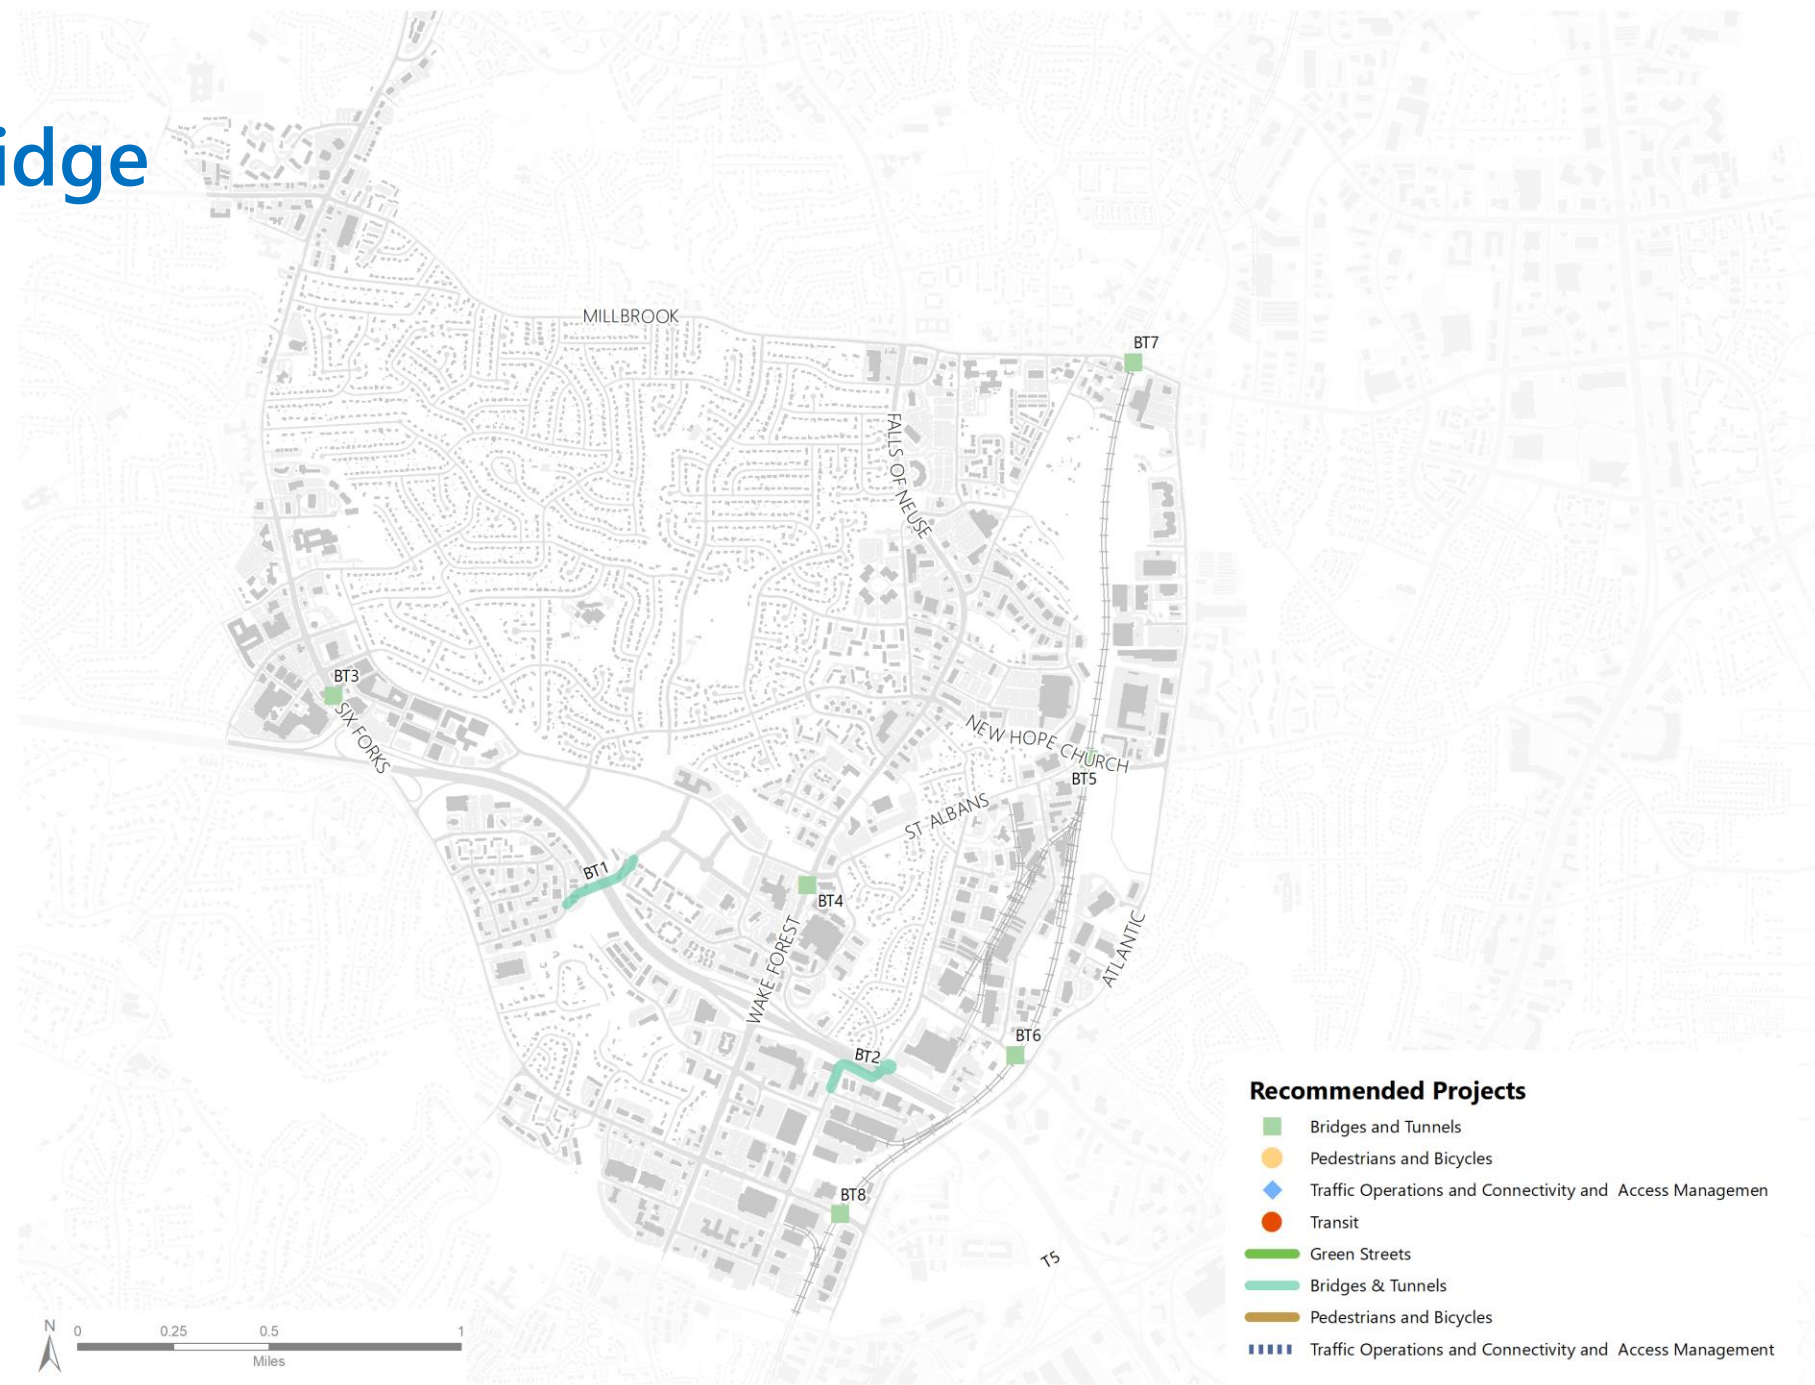 idge
MILLBROOK
BT7
FALLS OF NEUSE
BT3
SIX FORKS
NEW HOPE CHURCH
BT5
ST ALBANS
BT1
BT4
WAKE FOREST
ATLANTIC
BT6
BT2
BT8
T5
Recommended Projects
Bridges and Tunnels
Pedestrians and Bicycles
Traffic Operations and Connectivity and Access Managemen
Transit
Green Streets
Bridges & Tunnels
Pedestrians and Bicycles
Traffic Operations and Connectivity and Access Management
N
0 0.25 0.5 1
Miles